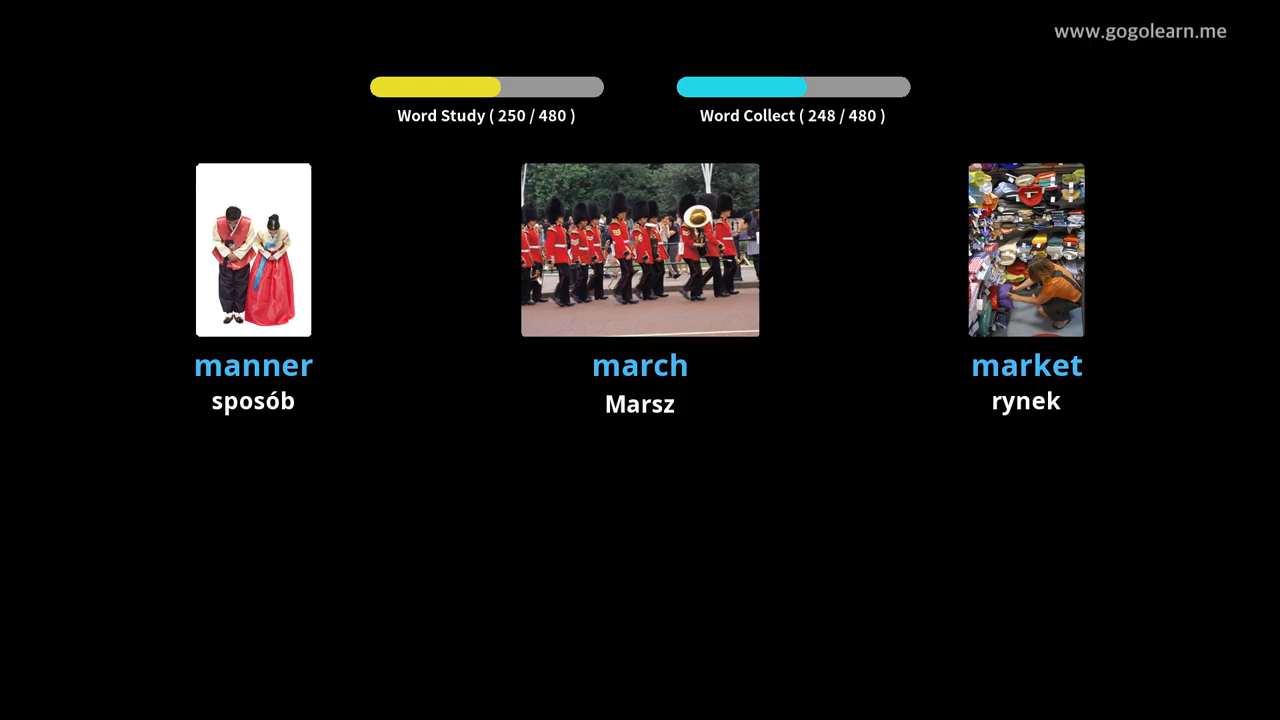 www.gogolearn.me
Word Study ( 250 / 480 )
Word Collect ( 248 / 480 )
manner
sposób
march
Marsz
market
rynek